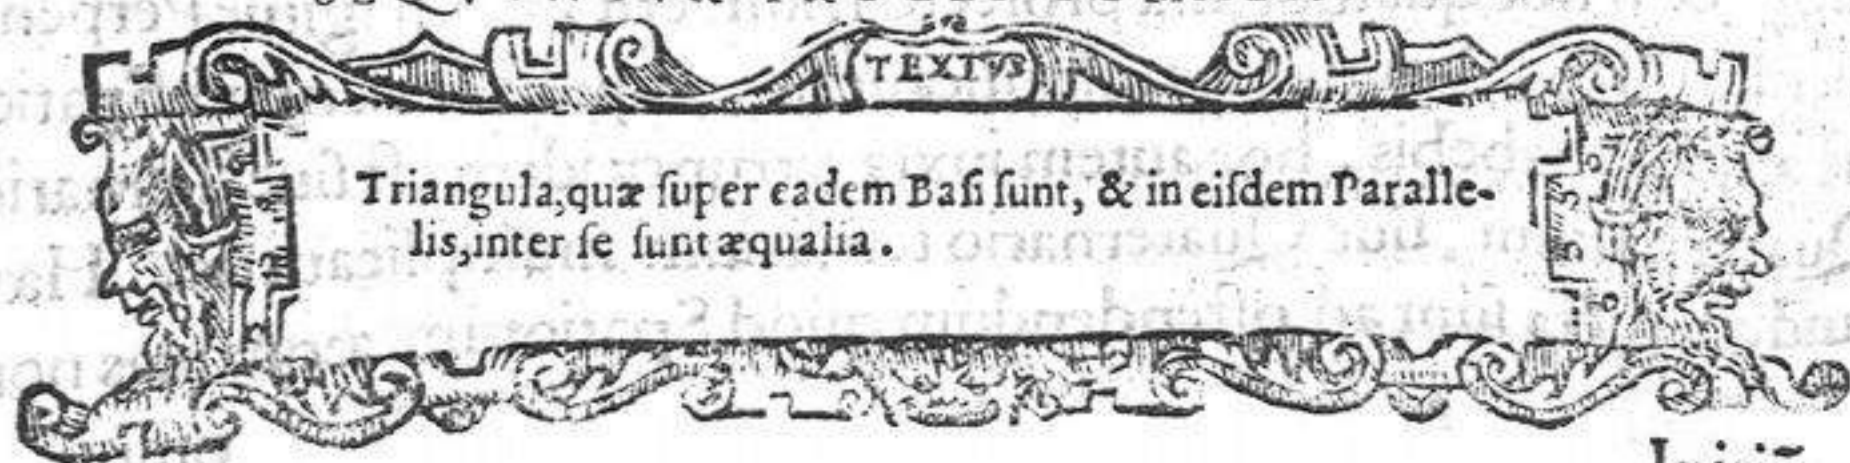 TEXTVS
Triangula,quæ ſuper eadem Baſi ſunt, & in eiſdem Paralle-
lis,inter ſe ſunt æqualia.